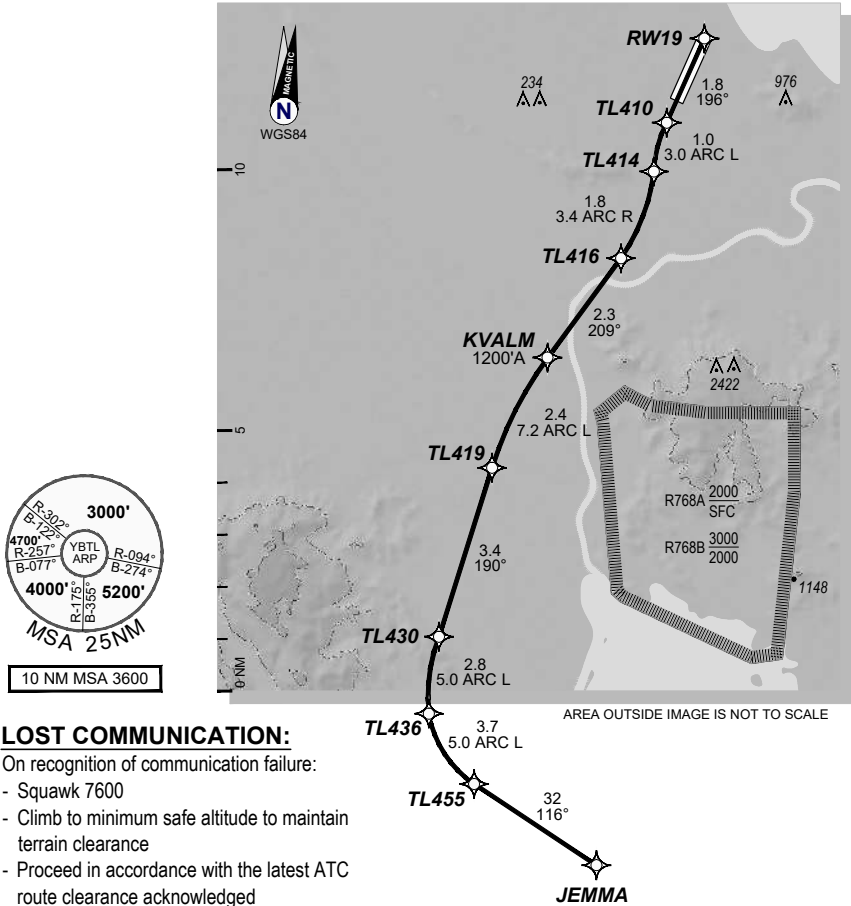 RW19
MAGNETIC
N
WGS84
234
976
1.8
196°
TL410
1.0
3.0 ARC L
TL414
10
1.8
3.4 ARC R
TL416
2.3
209°
KVALM
1200'A
2422
2.4
7.2 ARC L
5
TL419
R768A 2000
SFC
R768B 3000
2000
3.4
190°
1148
3000'
R-302°
B-122°
4700'
R-257°
B-077°
YBTL
ARP
R-094°
B-274°
4000'
R-175°
B-355°
5200'
MSA 25NM
10 NM MSA 3600
TL430
2.8
5.0 ARC L
0 NM
TL436
AREA OUTSIDE IMAGE IS NOT TO SCALE
3.7
5.0 ARC L
TL455
32
116°
JEMMA
LOST COMMUNICATION:
On recognition of communication failure:
- Squawk 7600
- Climb to minimum safe altitude to maintain
terrain clearance
- Proceed in accordance with the latest ATC
route clearance acknowledged